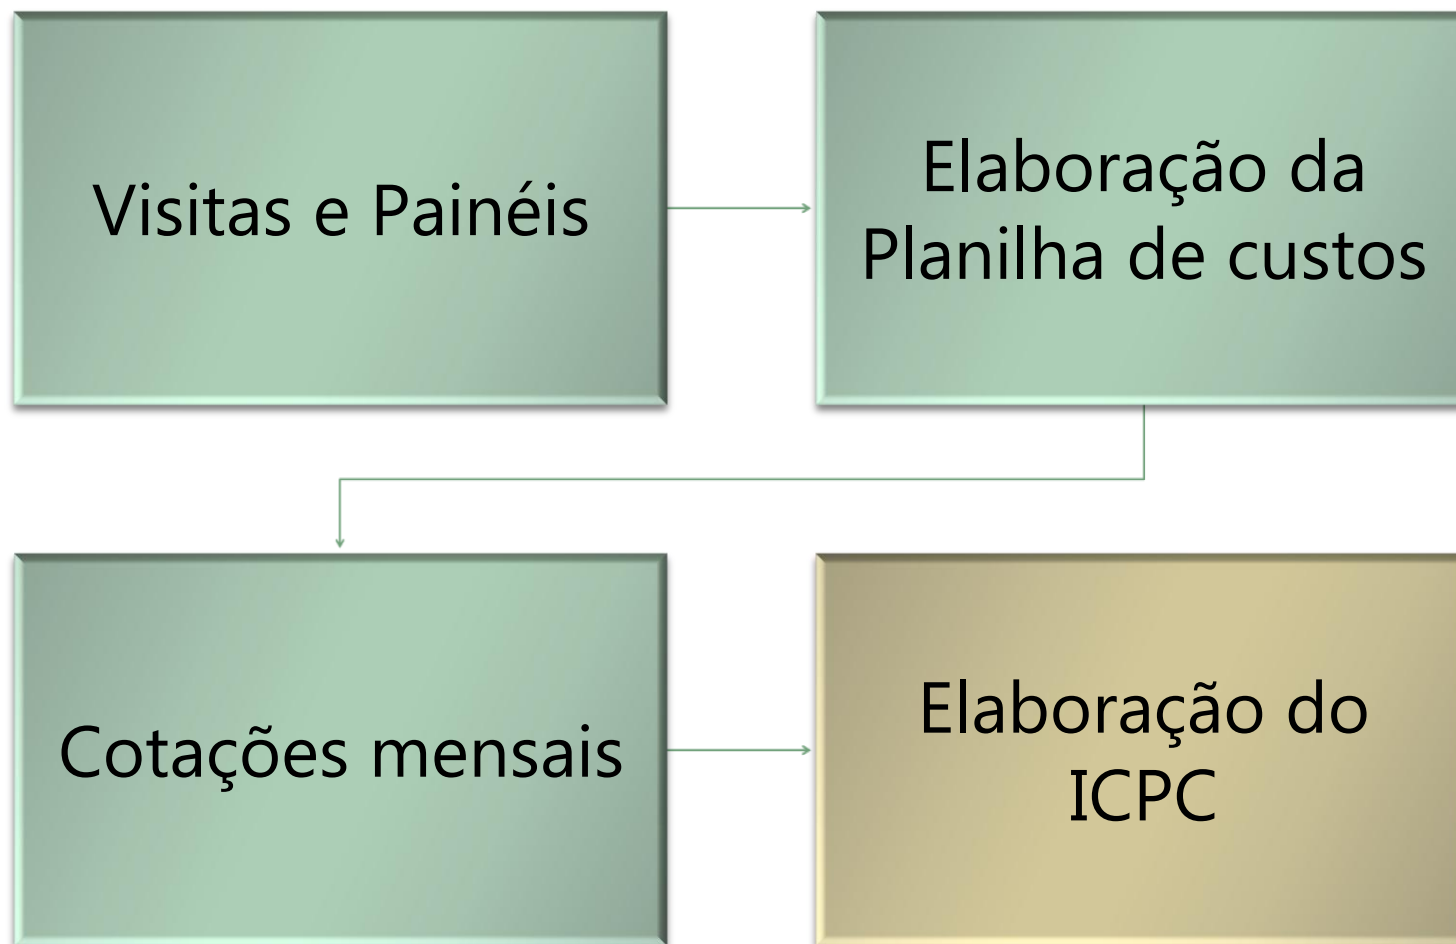 Visitas e Painéis
Elaboração da
Planilha de custos
Cotações mensais
Elaboração do
ICPC